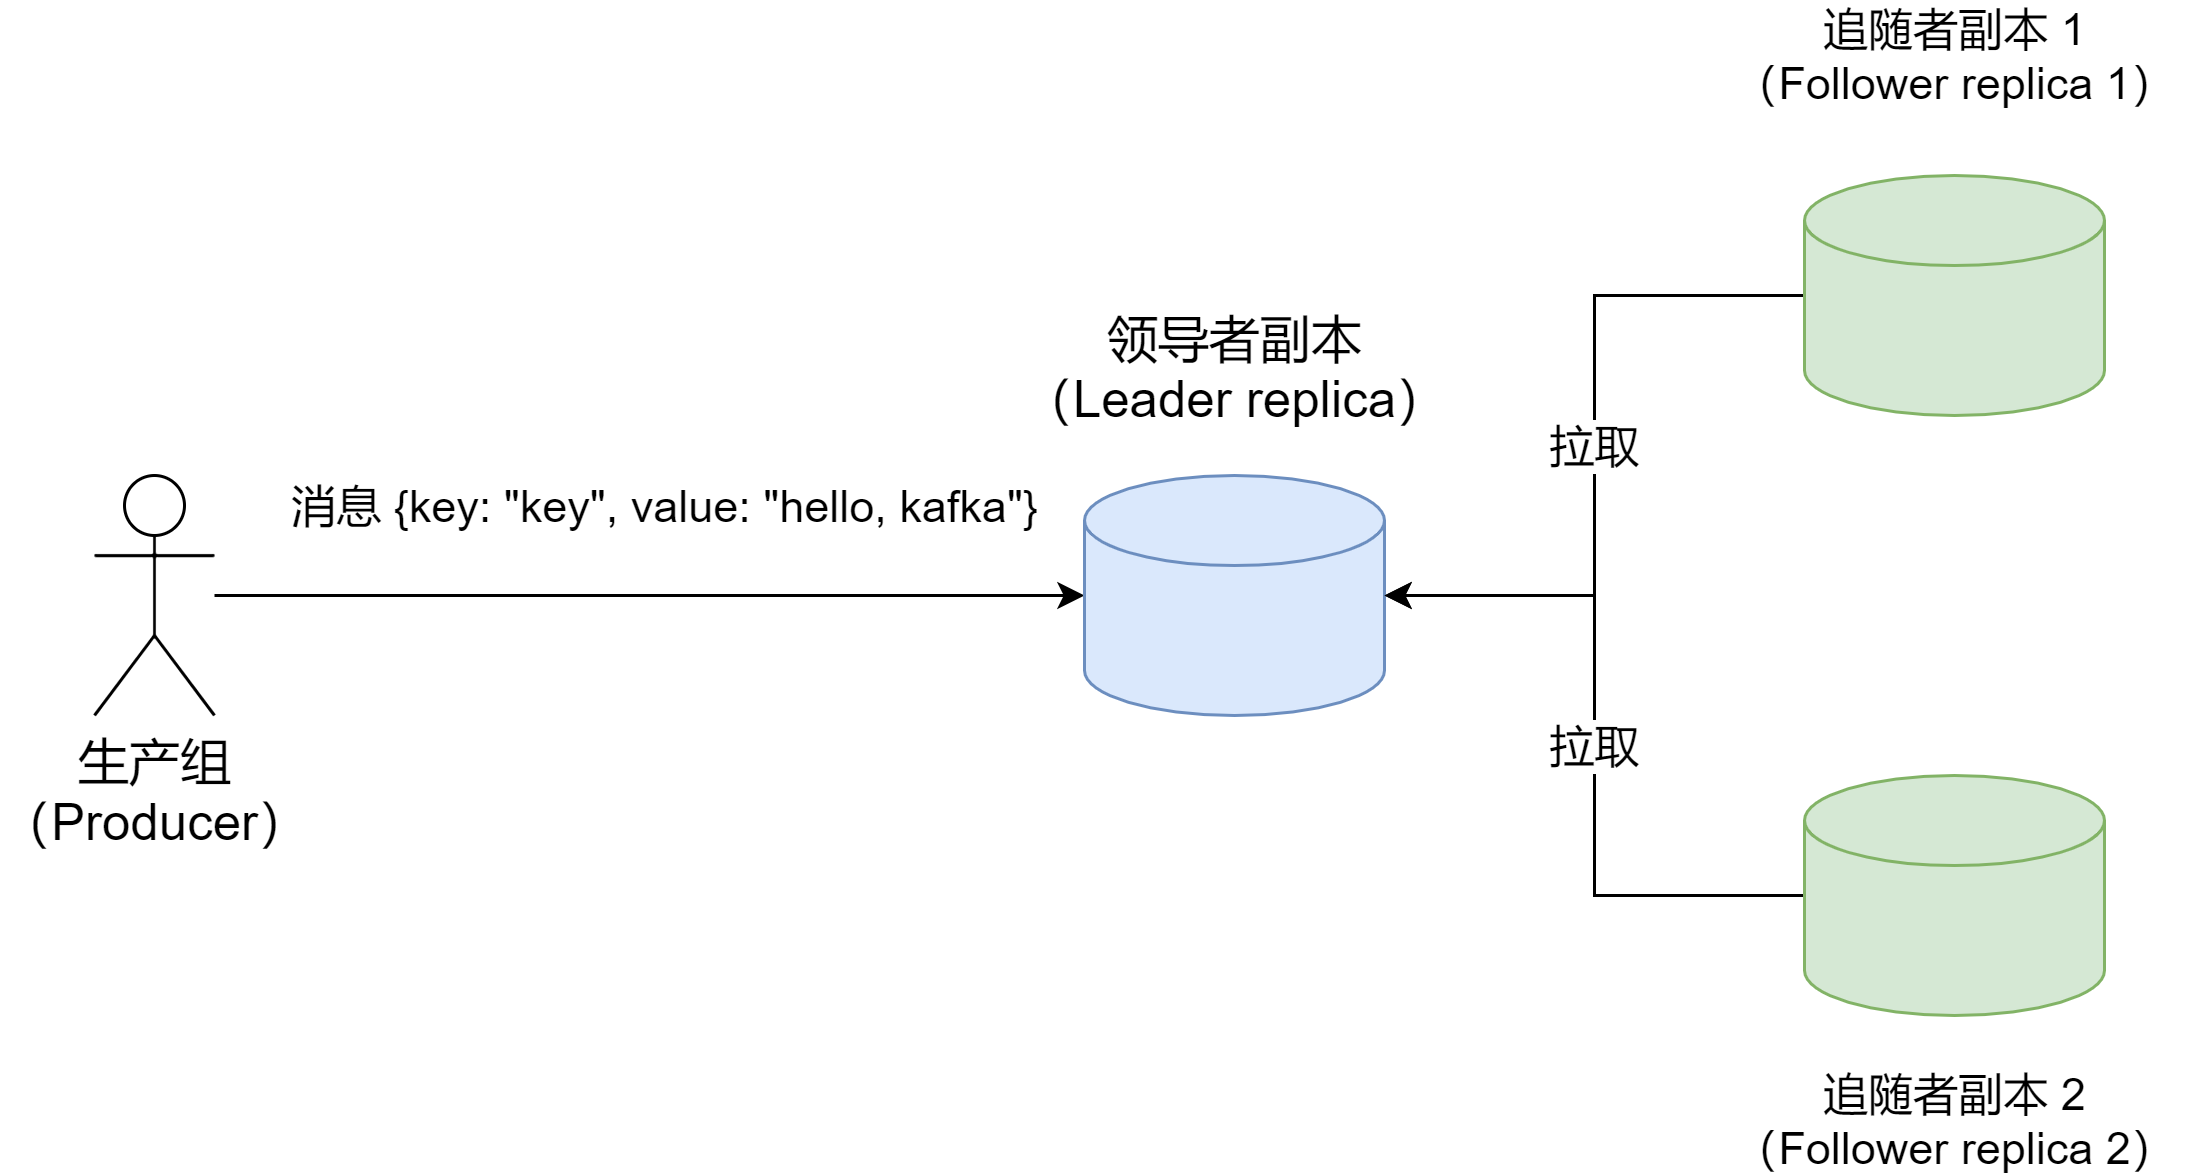 追随者副本 1
(Follower replica 1)
领导者副本
(Leader replica)
拉取
消息 {key: "key", value: "hello, kafka"}
生产组
(Producer)
拉取
追随者副本 2
(Follower replica 2)